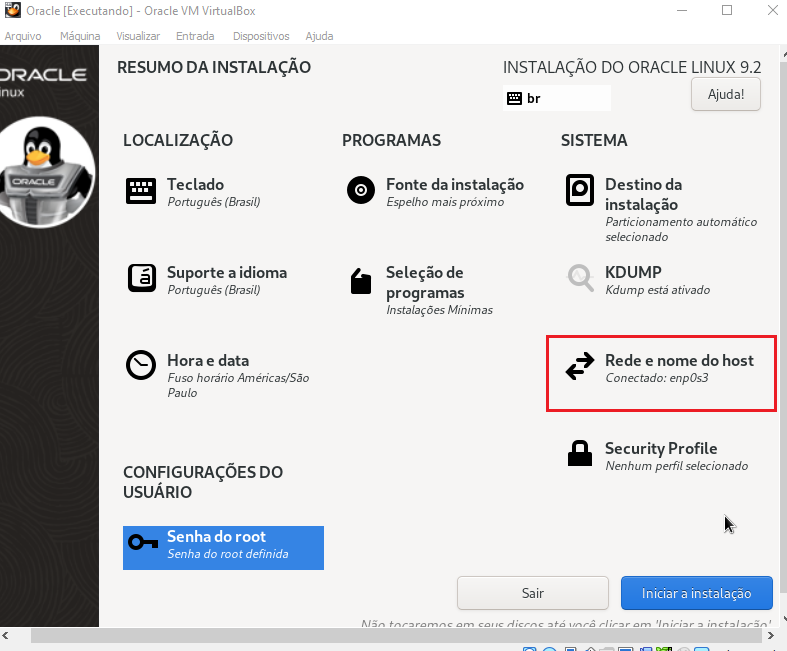 Oracle [Executando] - Oracle VM VirtualBox
Arquivo Máquina Visualizar Entrada Dispositivos Ajuda
ORACLE
inux
ORACLE
RESUMO DA INSTALAÇÃO
INSTALAÇÃO DO ORACLE LINUX 9.2
br
Ajuda!
LOCALIZAÇÃO
Teclado
Português (Brasil)
Suporte a idioma
Português (Brasil)
Hora e data
Fuso horário Américas/São
Paulo
PROGRAMAS
Fonte da instalação
Espelho mais próximo
Seleção de
programas
Instalações Mínimas
SISTEMA
Destino da
instalação
Particionamento automático
selecionado
KDUMP
Kdump está ativado
Rede e nome do host
Conectado: enp0s3
Security Profile
Nenhum perfil selecionado
CONFIGURAÇÕES DO
USUÁRIO
Senha do root
Senha do root definida
Sair
Iniciar a instalação
Não tocaremos em seus discos até você clicar em 'Iniciar a instalação'